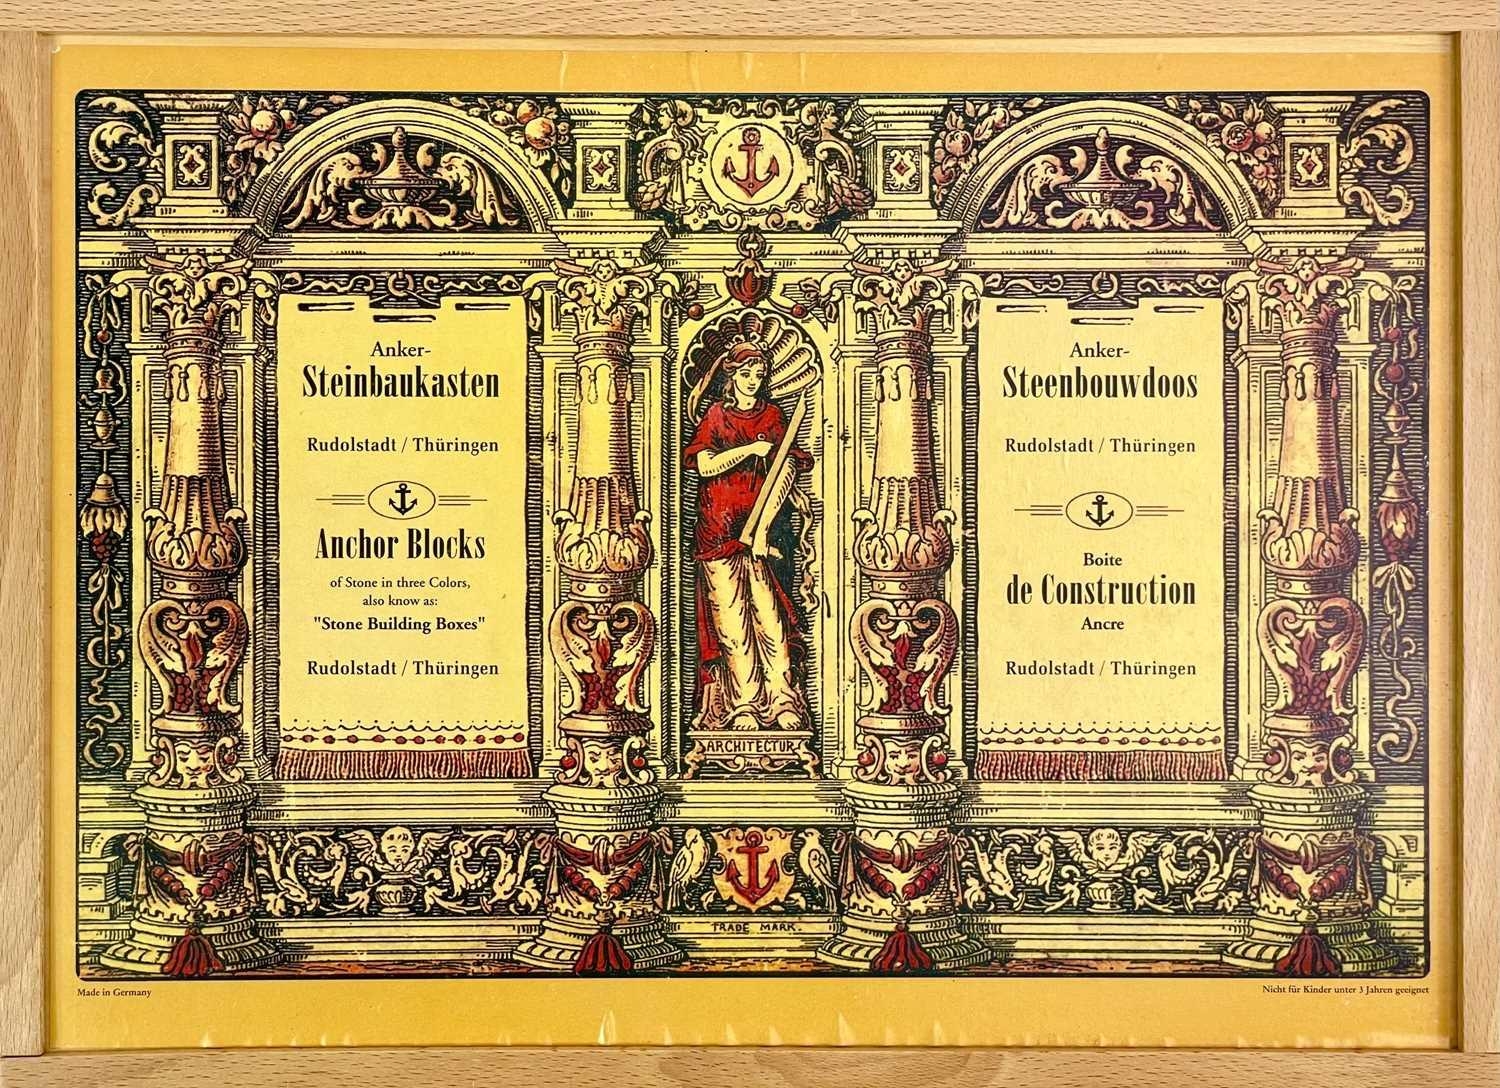 Anker-
Steinbaukasten
Rudolstadt / Thüringen
Anchor Blocks
of Stone in three Colors,
also know as:
"Stone Building Boxes"
Rudolstadt / Thüringen
ARCHITECTUR
TRADE MARK.
Anker-
Steenbouwdoos
Rudolstadt / Thüringen
Boite
de Construction
Ancre
Rudolstadt / Thüringen
Made in Germany
Nicht für Kinder unter 3 Jahren geeignet